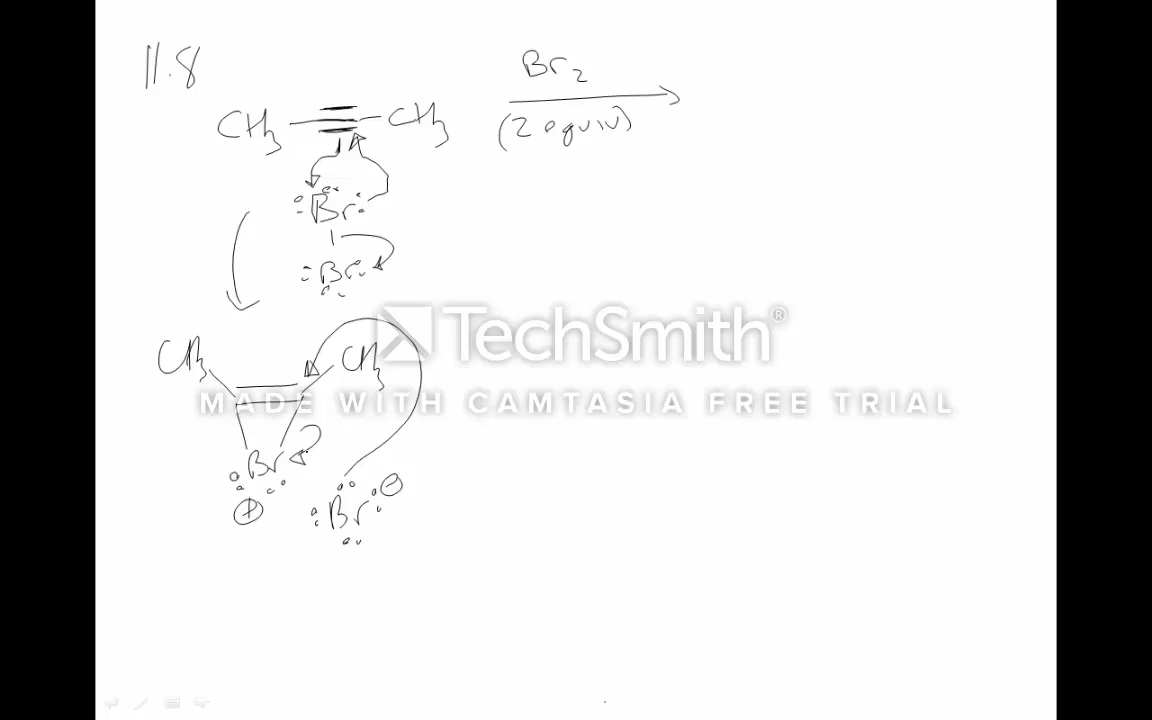 11.8
Br2
CH3 CH3
(2 equiv)
Br
Br
TechSmith®
CH3 CH3
MADE WITH CAMTASIA FREE TRIAL
Br
⊕ Br ⊖